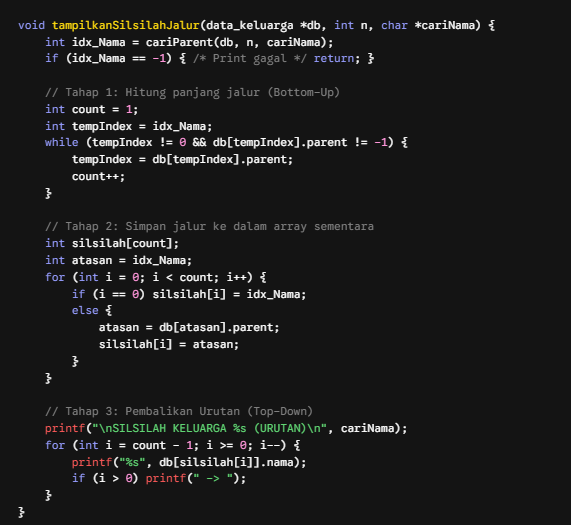 void tampilkanSilsilahJalur(data_keluarga *db, int n, char *cariNama) {
    int idx_Nama = cariParent(db, n, cariNama);
    if (idx_Nama == -1) { /* Print gagal */ return; }

    // Tahap 1: Hitung panjang jalur (Bottom-Up)
    int count = 1;
    int tempIndex = idx_Nama;
    while (tempIndex != 0 && db[tempIndex].parent != -1) {
        tempIndex = db[tempIndex].parent;
        count++;
    }

    // Tahap 2: Simpan jalur ke dalam array sementara
    int silsilah[count];
    int atasan = idx_Nama;
    for (int i = 0; i < count; i++) {
        if (i == 0) silsilah[i] = idx_Nama;
        else {
            atasan = db[atasan].parent;
            silsilah[i] = atasan;
        }
    }

    // Tahap 3: Pembalikan Urutan (Top-Down)
    printf("\nSILSILAH KELUARGA %s (URUTAN)\n", cariNama);
    for (int i = count - 1; i >= 0; i--) {
        printf("%s", db[silsilah[i]].nama);
        if (i > 0) printf(" -> ");
    }
}